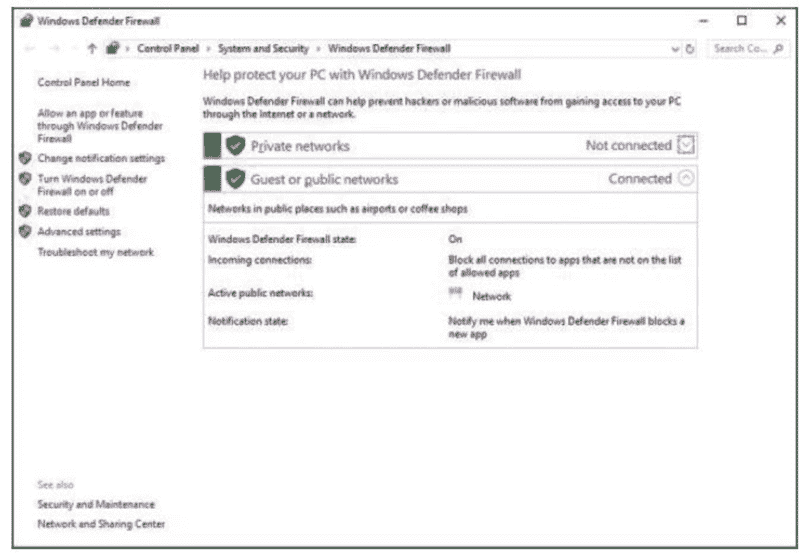 Windows Defender Firewall
Control Panel > System and Security > Windows Defender Firewall
Search Co...
Control Panel Home
Allow an app or feature
through Windows Defender
Firewall
Change notification settings
Turn Windows Defender
Firewall on or off
Restore defaults
Advanced settings
Troubleshoot my network
Help protect your PC with Windows Defender Firewall
Windows Defender Firewall can help prevent hackers or malicious software from gaining access to your PC
through the Internet or a network.
Private networks Not connected
Guest or public networks Connected
Networks in public places such as airports or coffee shops
Windows Defender Firewall state: On
Incoming connections: Block all connections to apps that are not on the list
of allowed apps
Active public networks: Network
Notification state: Notify me when Windows Defender Firewall blocks a
new app
See also
Security and Maintenance
Network and Sharing Center